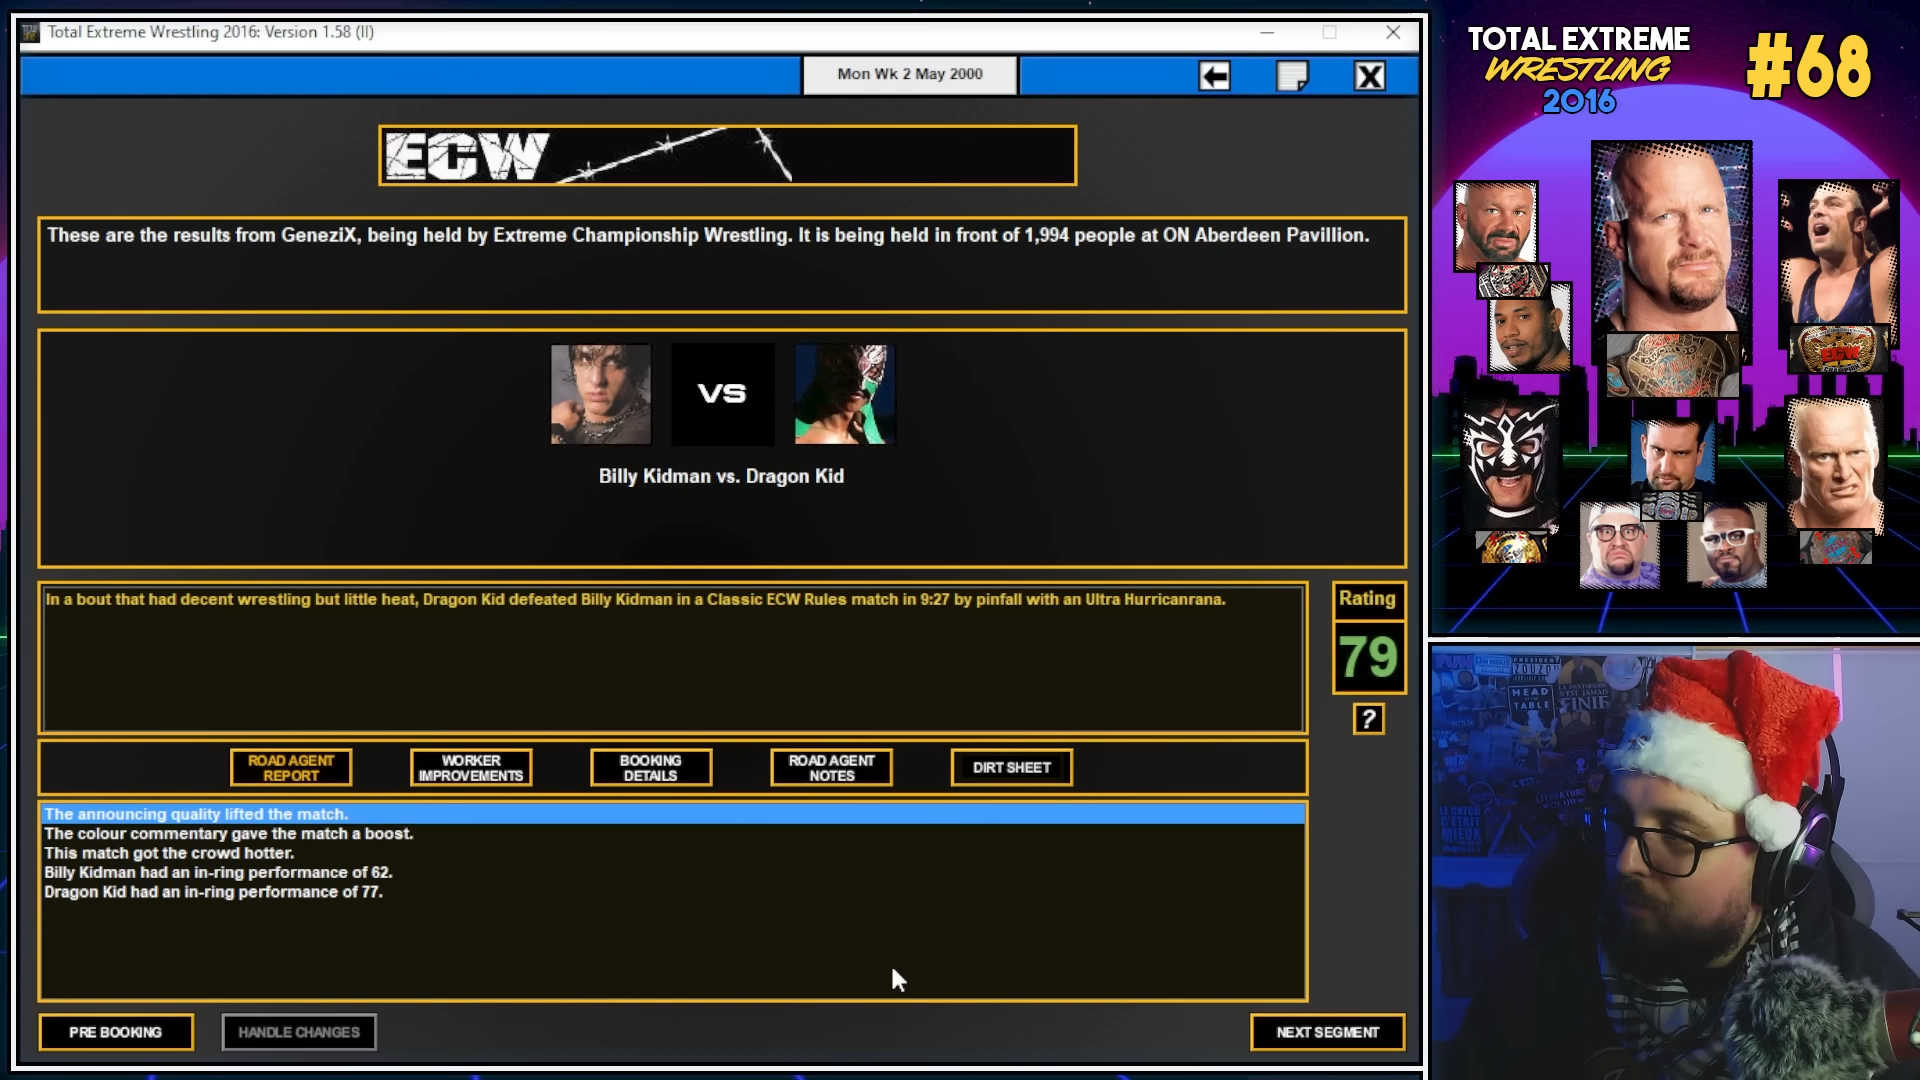 Total Extreme Wrestling 2016: Version 1.58 (II)
Mon Wk 2 May 2000
ECW
These are the results from GeneziX, being held by Extreme Championship Wrestling. It is being held in front of 1,994 people at ON Aberdeen Pavillion.
VS
Billy Kidman vs. Dragon Kid
In a bout that had decent wrestling but little heat, Dragon Kid defeated Billy Kidman in a Classic ECW Rules match in 9:27 by pinfall with an Ultra Hurricanrana.
Rating
79
?
ROAD AGENT
REPORT
WORKER
IMPROVEMENTS
BOOKING
DETAILS
ROAD AGENT
NOTES
DIRT SHEET
The announcing quality lifted the match.
The colour commentary gave the match a boost.
This match got the crowd hotter.
Billy Kidman had an in-ring performance of 62.
Dragon Kid had an in-ring performance of 77.
PRE BOOKING
HANDLE CHANGES
NEXT SEGMENT
TOTAL EXTREME
WRESTLING
2016
#68
ECW
HEAD
TABLE